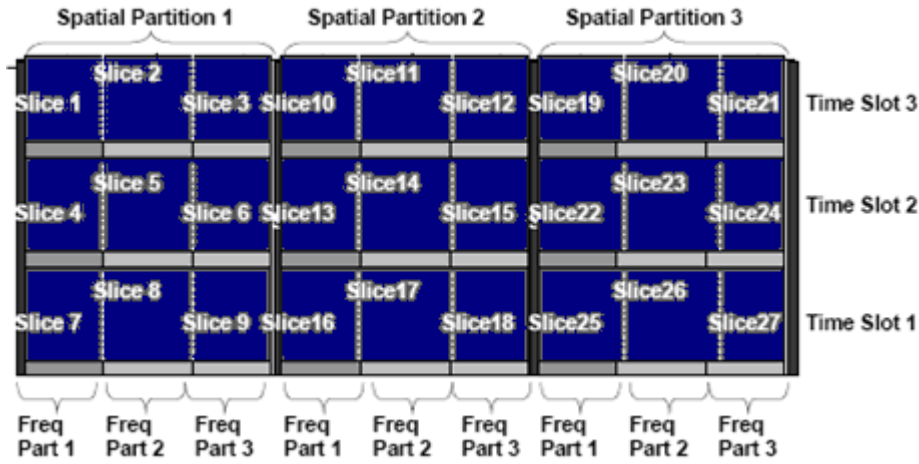 Spatial Partition 1 Spatial Partition 2 Spatial Partition 3
Slice 2 Slice11 Slice20
Slice 1 Slice 3 Slice10 Slice12 Slice19 Slice21 Time Slot 3
Slice 5 Slice14 Slice23
Slice 4 Slice 6 Slice13 Slice15 Slice22 Slice24 Time Slot 2
Slice 8 Slice17 Slice26
Slice 7 Slice 9 Slice16 Slice18 Slice25 Slice27 Time Slot 1
Freq Freq Freq Freq Freq Freq Freq Freq Freq
Part 1 Part 2 Part 3 Part 1 Part 2 Part 3 Part 1 Part 2 Part 3